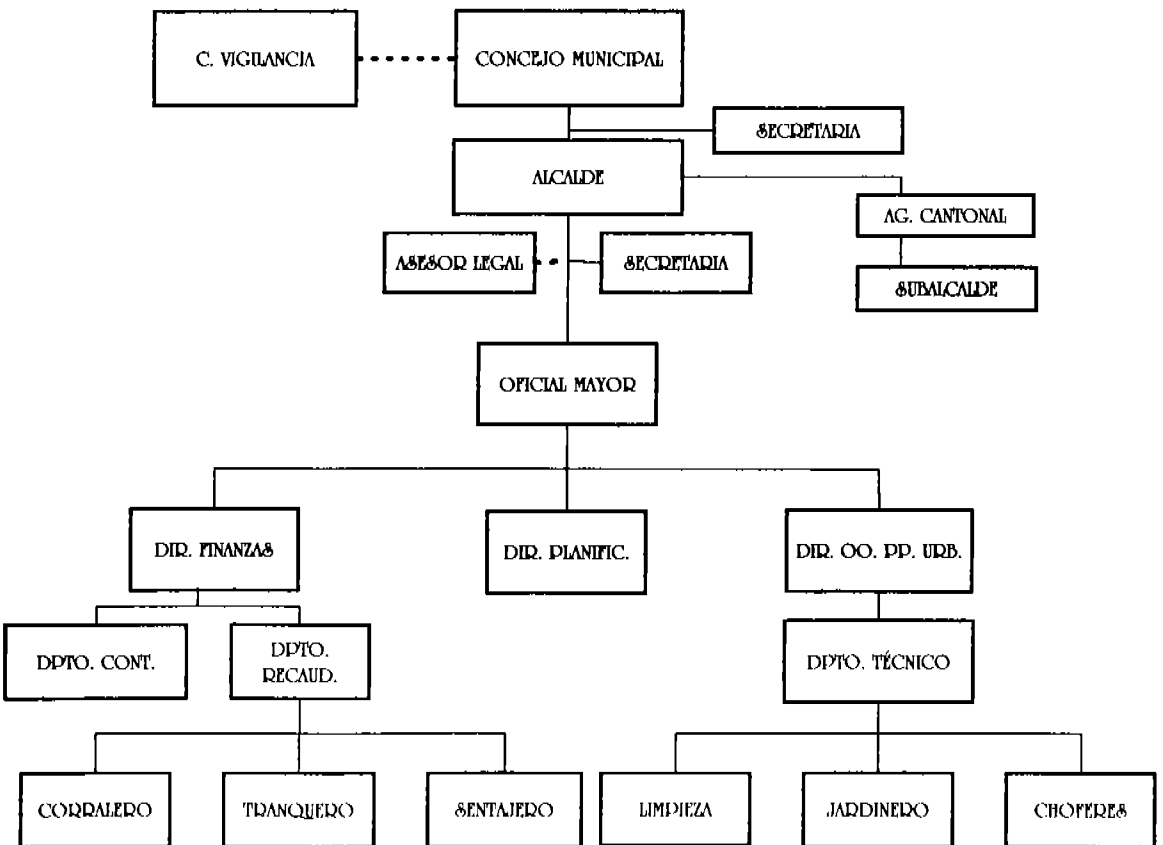 C. VIGILANCIA
CONCEJO MUNICIPAL
SECRETARIA
ALCALDE
AG. CANTONAL
ASESOR LEGAL
SECRETARIA
SUBALCALDE
OFICIAL MAYOR
DIR. FINANZAS
DIR. PLANIFIC.
DIR. OO. PP. URB.
DPTO. CONT.
DPTO.
RECAUD.
DPTO. TÉCNICO
CORRALERO
TRANQUERO
SENTAJERO
LIMPIEZA
JARDINERO
CHOFERES